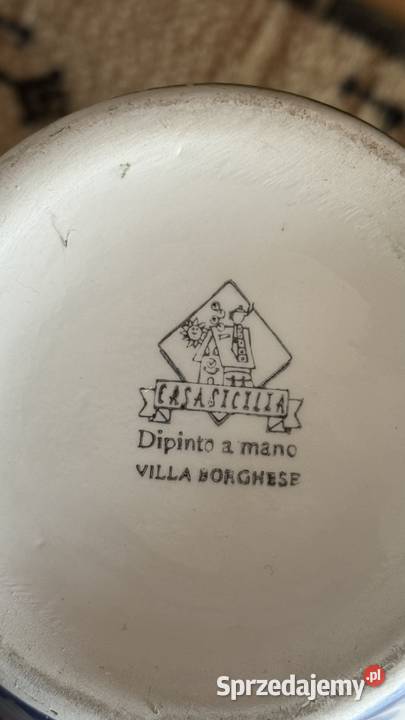 CASASICILIA
Dipinto a mano
VILLA BORGHESE
Sprzedajemy.pl